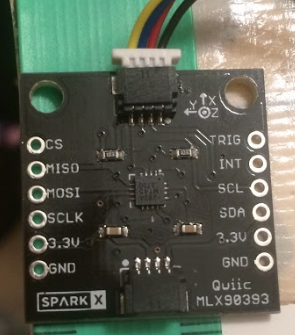 Y X
Z
CS
MISO
MOSI
SCLK
3.3V
GND
TRIG
INT
SCL
SDA
3.3V
GND
SPARK X
Quiic
MLX90393